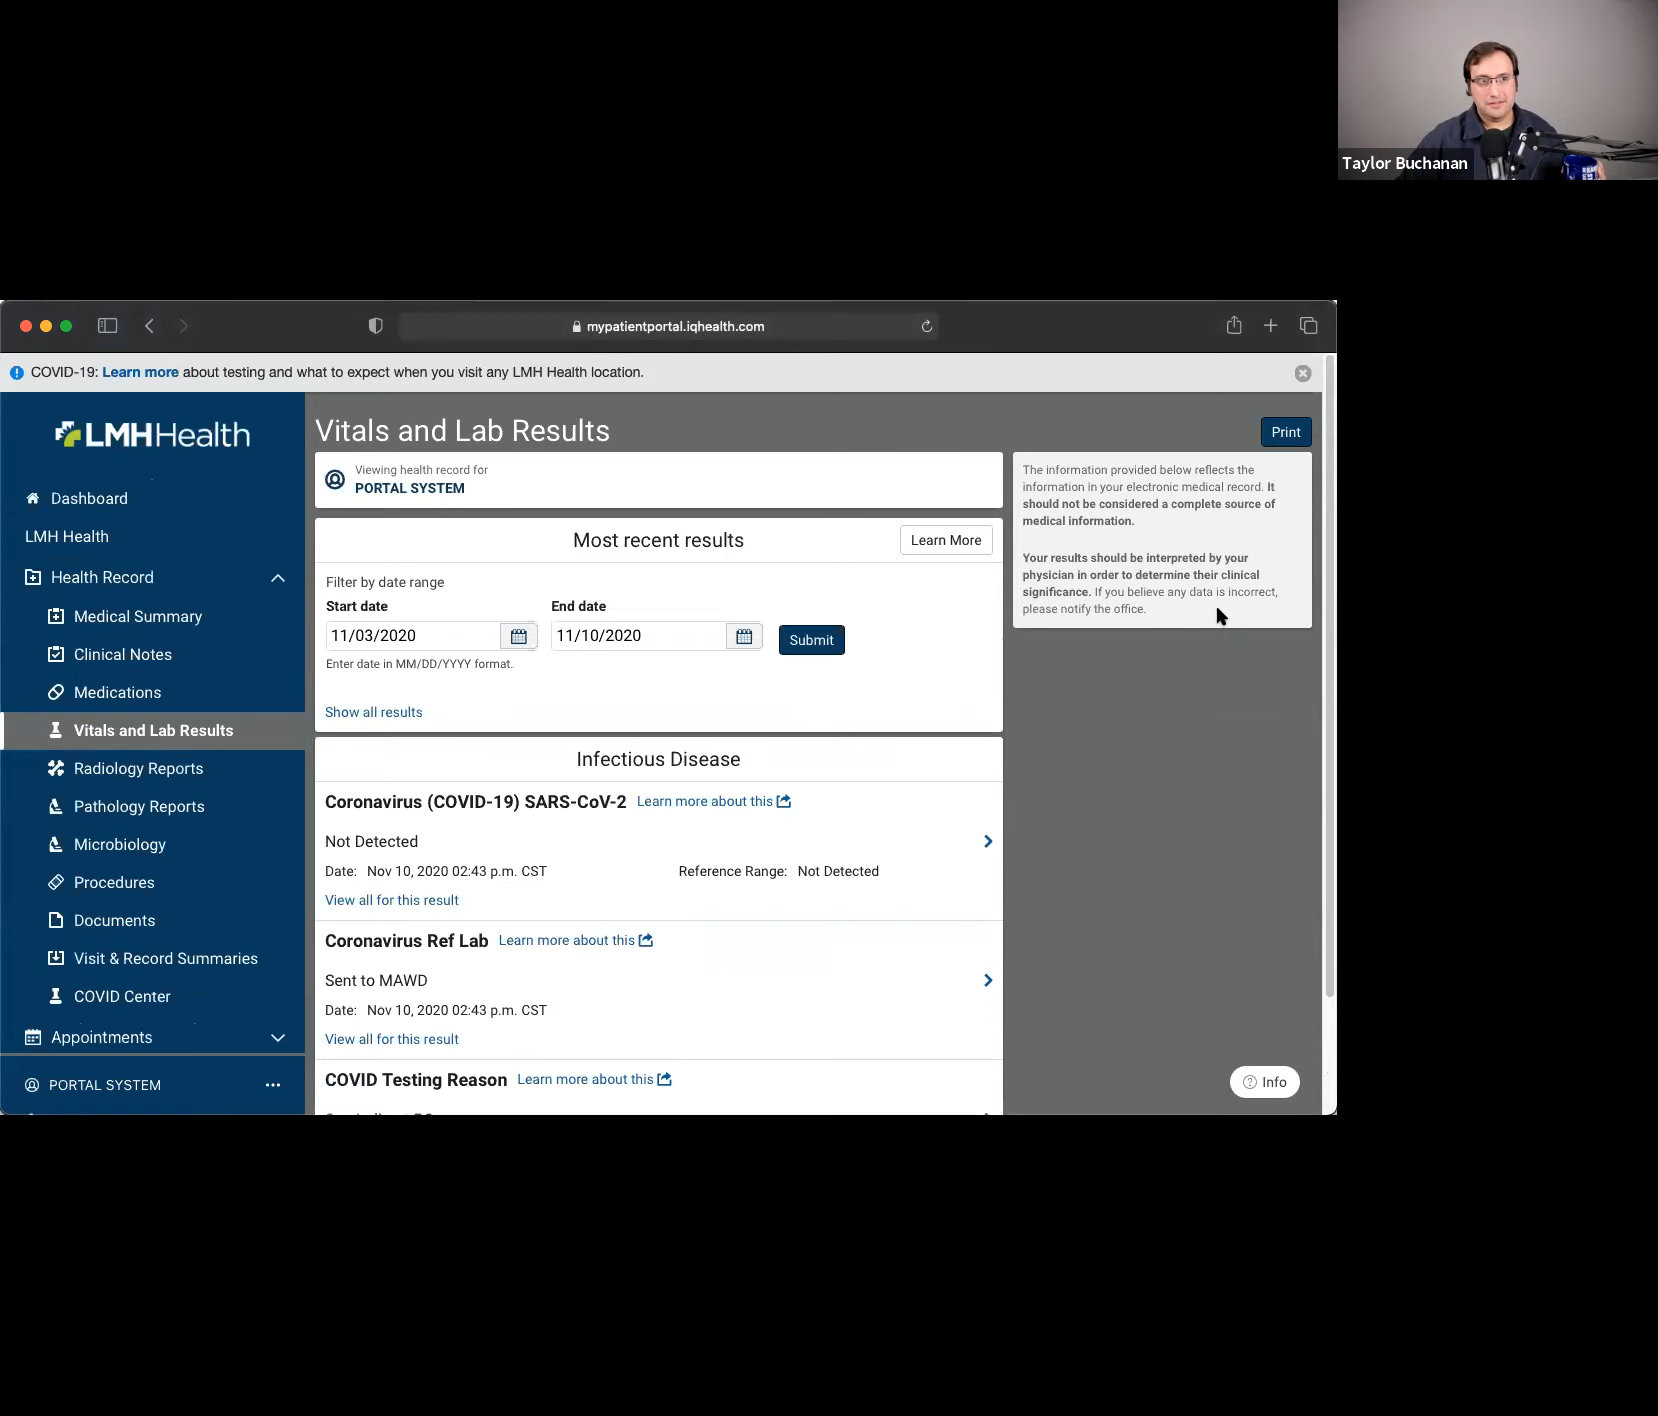 Taylor Buchanan
mypatientportal.iqhealth.com
COVID-19: Learn more about testing and what to expect when you visit any LMH Health location.
LMHHealth
Dashboard
LMH Health
Health Record
Medical Summary
Clinical Notes
Medications
Vitals and Lab Results
Radiology Reports
Pathology Reports
Microbiology
Procedures
Documents
Visit & Record Summaries
COVID Center
Appointments
PORTAL SYSTEM
Vitals and Lab Results
Print
Viewing health record for
PORTAL SYSTEM
Most recent results
Learn More
Filter by date range
Start date End date
11/03/2020 11/10/2020 Submit
Enter date in MM/DD/YYYY format.
Show all results
Infectious Disease
Coronavirus (COVID-19) SARS-CoV-2 Learn more about this
Not Detected
Date: Nov 10, 2020 02:43 p.m. CST Reference Range: Not Detected
View all for this result
Coronavirus Ref Lab Learn more about this
Sent to MAWD
Date: Nov 10, 2020 02:43 p.m. CST
View all for this result
COVID Testing Reason Learn more about this
The information provided below reflects the
information in your electronic medical record. It
should not be considered a complete source of
medical information.
Your results should be interpreted by your
physician in order to determine their clinical
significance. If you believe any data is incorrect,
please notify the office.
Info